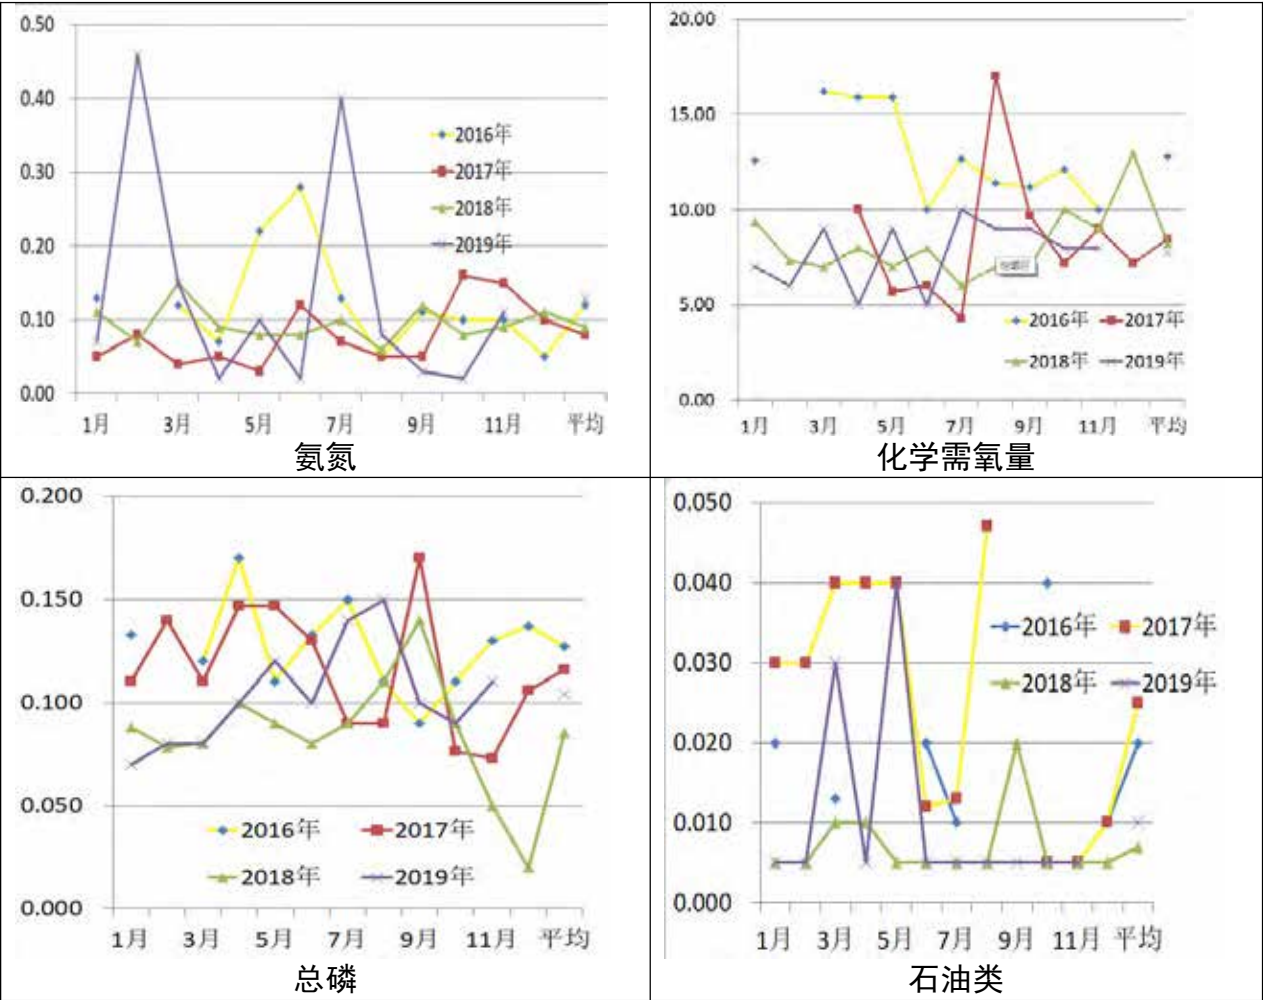 0.50
0.40
0.30
0.20
0.10
0.00
2016年
2017年
2018年
2019年
1月 3月 5月 7月 9月 11月 平均
氨氮
20.00
15.00
10.00
5.00
0.00
2016年 2017年
2018年 2019年
1月 3月 5月 7月 9月 11月 平均
化学需氧量
0.200
0.150
0.100
0.050
0.000
2016年 2017年
2018年 2019年
1月 3月 5月 7月 9月 11月 平均
总磷
0.050
0.040
0.030
0.020
0.010
0.000
2016年 2017年
2018年 2019年
1月 3月 5月 7月 9月 11月 平均
石油类